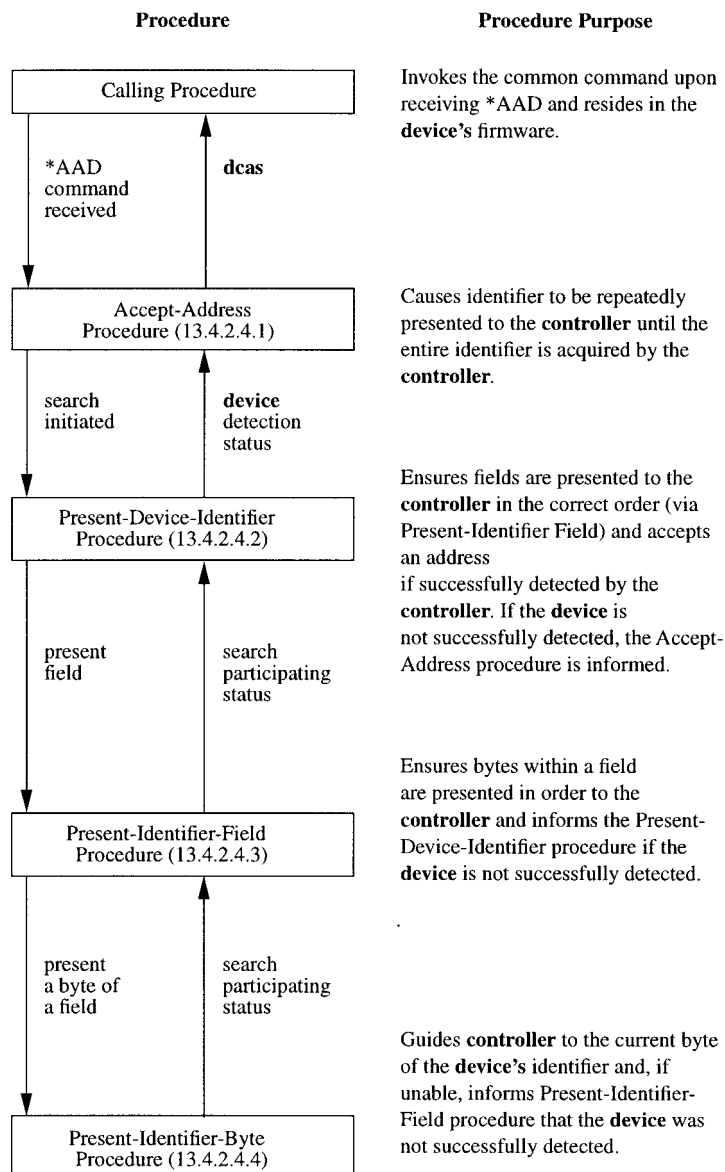 Procedure
Procedure Purpose
Calling Procedure
Invokes the common command upon
receiving *AAD and resides in the
device's firmware.
*AAD
command
received
dcas
Accept-Address
Procedure (13.4.2.4.1)
Causes identifier to be repeatedly
presented to the controller until the
entire identifier is acquired by the
controller.
search
initiated
device
detection
status
Present-Device-Identifier
Procedure (13.4.2.4.2)
Ensures fields are presented to the
controller in the correct order (via
Present-Identifier Field) and accepts
an address
if successfully detected by the
controller. If the device is
not successfully detected, the Accept-
Address procedure is informed.
present
field
search
participating
status
Present-Identifier-Field
Procedure (13.4.2.4.3)
Ensures bytes within a field
are presented in order to the
controller and informs the Present-
Device-Identifier procedure if the
device is not successfully detected.
present
a byte of
a field
search
participating
status
Present-Identifier-Byte
Procedure (13.4.2.4.4)
Guides controller to the current byte
of the device's identifier and, if
unable, informs Present-Identifier-
Field procedure that the device was
not successfully detected.